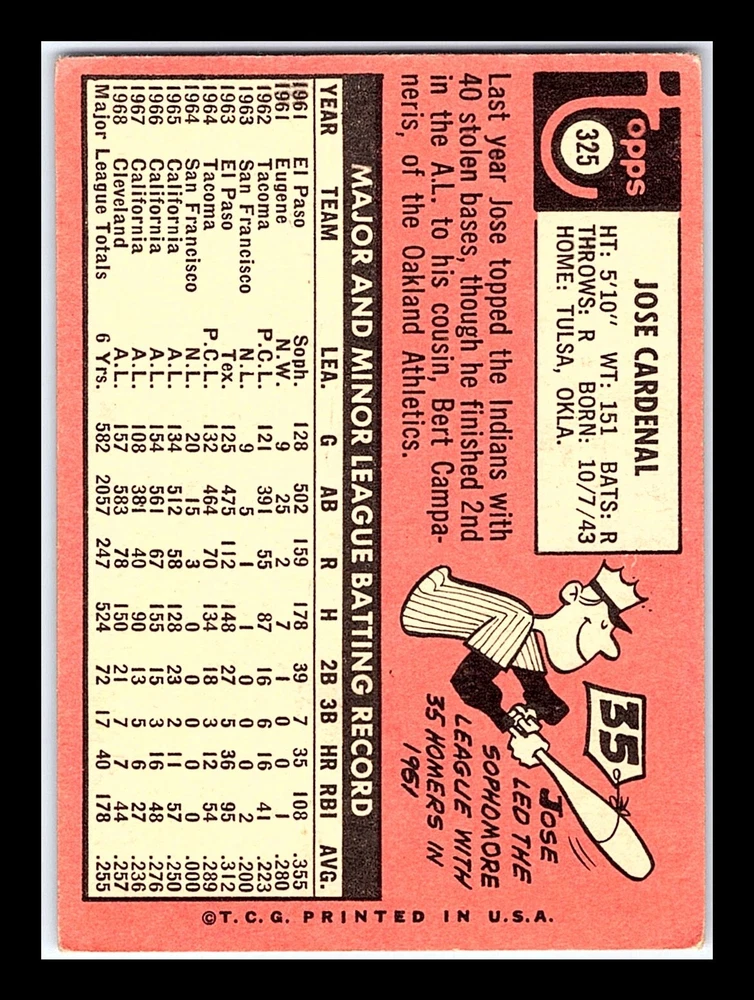 Topps
325
JOSE CARDENAL
HT: 5'10" WT: 151 BATS: R
THROWS: R BORN: 10/7/43
HOME: TULSA, OKLA.
Last year Jose topped the Indians with
40 stolen bases, though he finished 2nd
in the A.L. to his cousin, Bert Campa-
neris, of the Oakland Athletics.
35
JOSE
LED THE
SOPHOMORE
LEAGUE WITH
35 HOMERS IN
1961
MAJOR AND MINOR LEAGUE BATTING RECORD
YEAR TEAM LEA. G AB R H 2B 3B HR RBI AVG.
1961 El Paso Soph. 128 502 159 178 39 7 35 108 .355
1961 Eugene N.W. 9 25 2 7 1 0 0 1 .280
1962 Tacoma P.C.L. 121 391 55 87 16 6 16 41 .223
1963 San Francisco N.L. 9 5 1 1 0 0 0 2 .200
1963 El Paso Tex. 125 475 112 148 27 5 36 95 .312
1964 Tacoma P.C.L. 132 464 70 134 18 3 12 54 .289
1964 San Francisco N.L. 20 15 3 0 0 0 0 0 .000
1965 California A.L. 134 512 58 128 23 2 11 57 .250
1966 California A.L. 154 561 67 155 15 3 16 48 .276
1967 California A.L. 108 381 40 90 13 5 6 27 .236
1968 Cleveland A.L. 157 583 78 150 21 7 7 44 .257
Major League Totals 6 Yrs. 582 2057 247 524 72 17 40 178 .255
©T.C.G. PRINTED IN U.S.A.